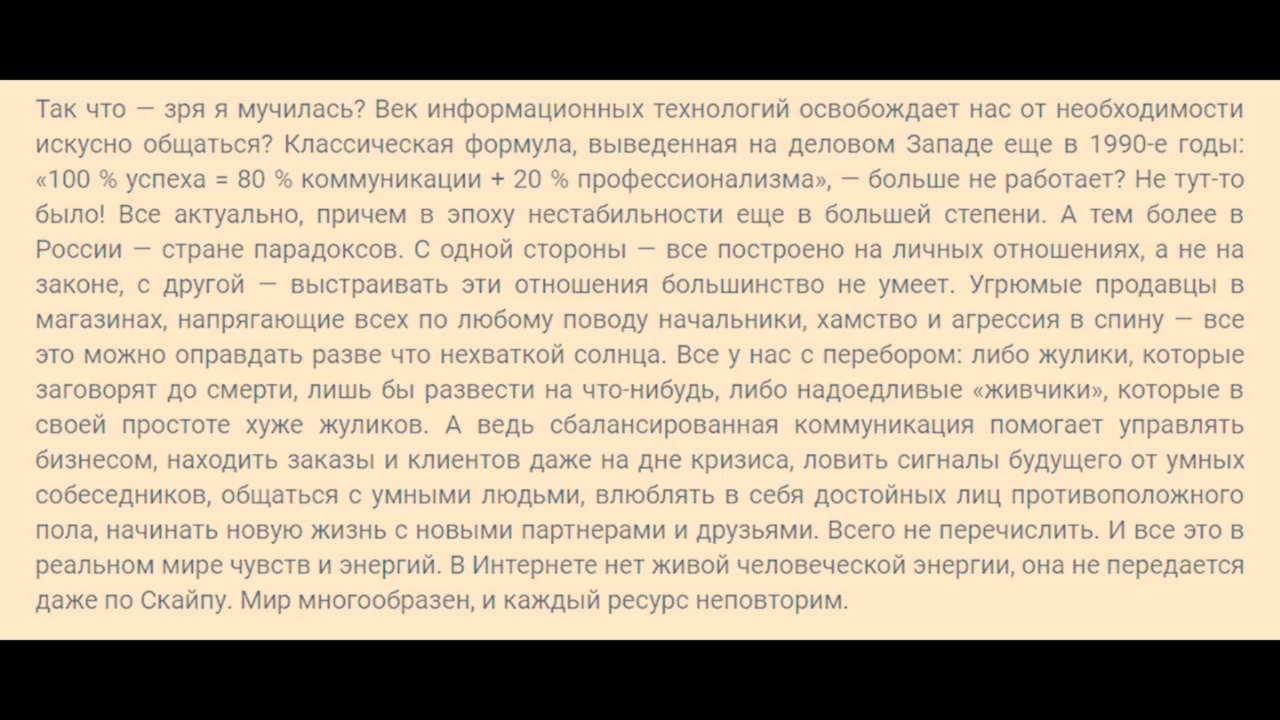 Так что — зря я мучилась? Век информационных технологий освобождает нас от необходимости
искусно общаться? Классическая формула, выведенная на деловом Западе еще в 1990-е годы:
«100 % успеха = 80 % коммуникации + 20 % профессионализма», — больше не работает? Не тут-то
было! Все актуально, причем в эпоху нестабильности еще в большей степени. А тем более в
России — стране парадоксов. С одной стороны — все построено на личных отношениях, а не на
законе, с другой — выстраивать эти отношения большинство не умеет. Угрюмые продавцы в
магазинах, напрягающие всех по любому поводу начальники, хамство и агрессия в спину — все
это можно оправдать разве что нехваткой солнца. Все у нас с перебором: либо жулики, которые
заговорят до смерти, лишь бы развести на что-нибудь, либо надоедливые «живчики», которые в
своей простоте хуже жуликов. А ведь сбалансированная коммуникация помогает управлять
бизнесом, находить заказы и клиентов даже на дне кризиса, ловить сигналы будущего от умных
собеседников, общаться с умными людьми, влюблять в себя достойных лиц противоположного
пола, начинать новую жизнь с новыми партнерами и друзьями. Всего не перечислить. И все это в
реальном мире чувств и энергий. В Интернете нет живой человеческой энергии, она не передается
даже по Скайпу. Мир многообразен, и каждый ресурс неповторим.